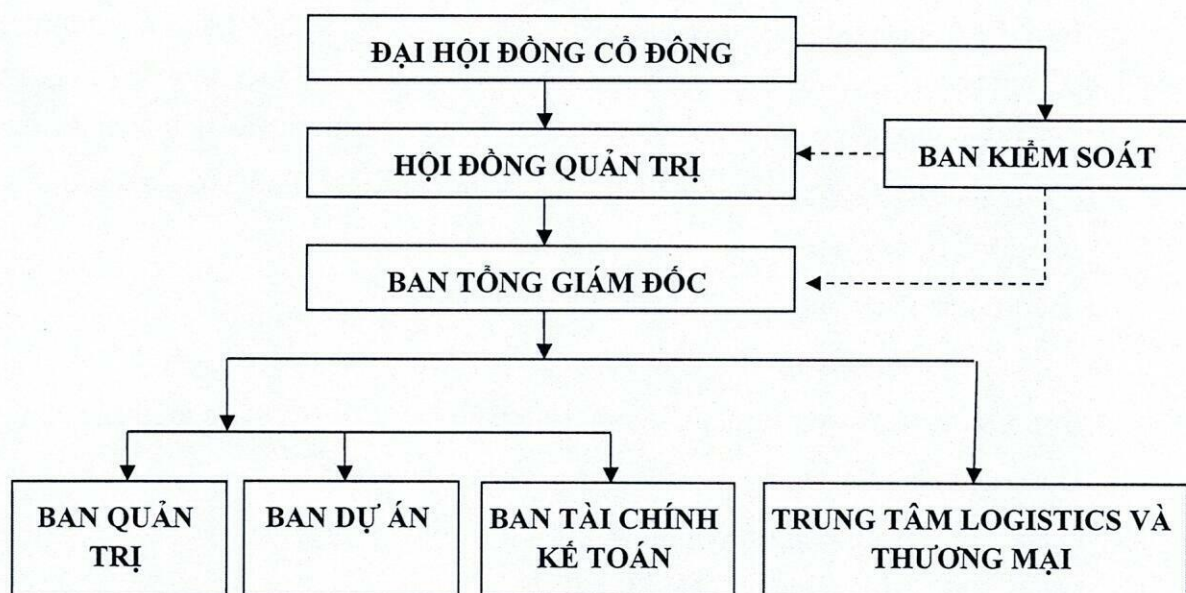 ĐẠI HỘI ĐỒNG CỔ ĐÔNG
HỘI ĐỒNG QUẢN TRỊ
BAN KIỂM SOÁT
BAN TỔNG GIÁM ĐỐC
BAN QUẢN
TRỊ
BAN DỰ ÁN
BAN TÀI CHÍNH
KẾ TOÁN
TRUNG TÂM LOGISTICS VÀ
THƯƠNG MẠI